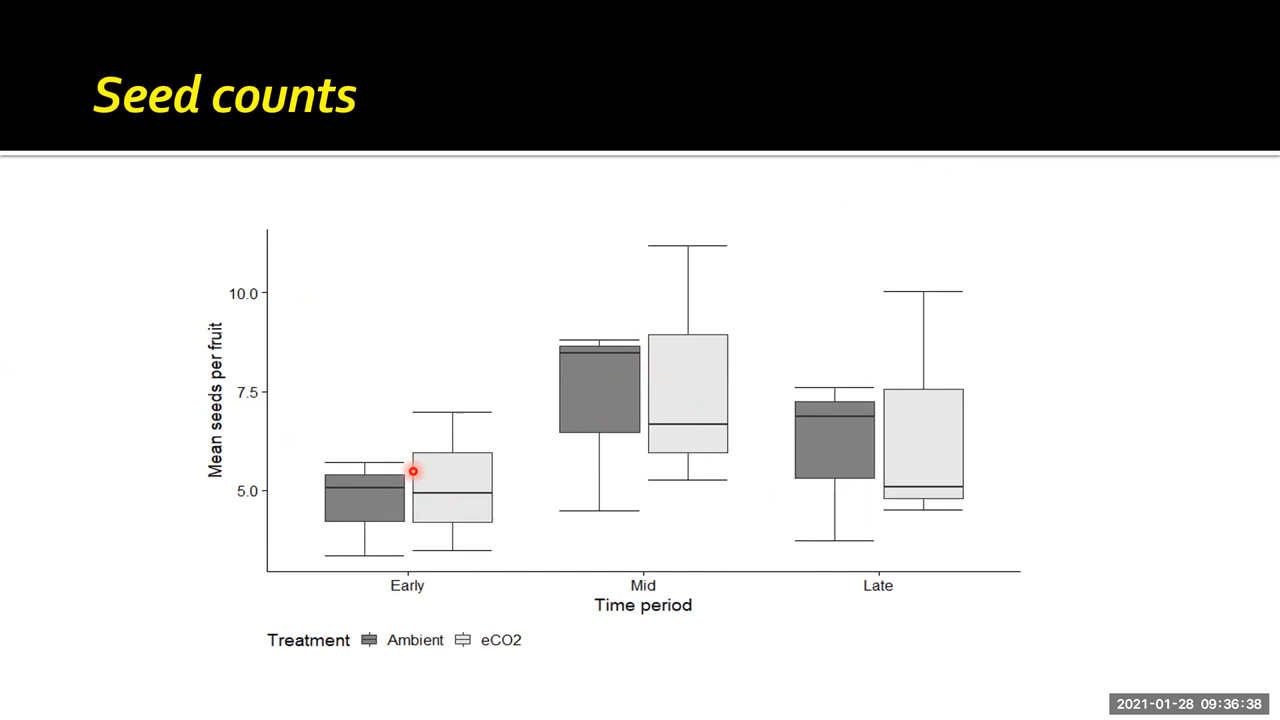 Seed counts
Mean seeds per fruit
10.0
7.5
5.0
Early Mid Late
Time period
Treatment Ambient eCO2
2021-01-28 09:36:38